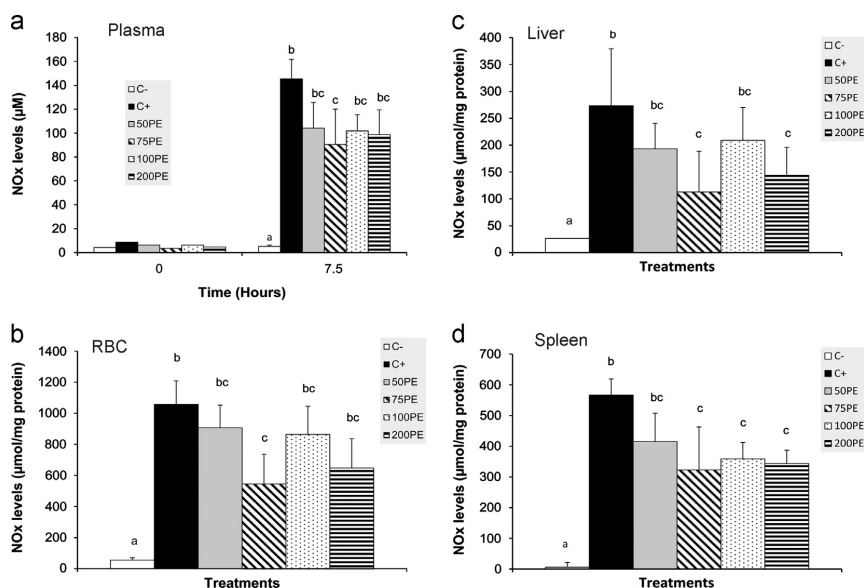 a
Plasma
NOx levels (µM)
180
160
140
120
100
80
60
40
20
0
C-
C+
50PE
75PE
100PE
200PE
b
bc
c
bc
bc
a
0
7.5
Time (Hours)
b
RBC
NOx levels (µmol/mg protein)
1400
1200
1000
800
600
400
200
0
C-
C+
50PE
75PE
100PE
200PE
a
b
bc
c
bc
bc
Treatments
c
Liver
NOx levels (µmol/mg protein)
400
350
300
250
200
150
100
50
0
C-
C+
50PE
75PE
100PE
200PE
a
b
bc
c
bc
c
Treatments
d
Spleen
NOx levels (µmol/mg protein)
700
600
500
400
300
200
100
0
C-
C+
50PE
75PE
100PE
200PE
a
b
bc
c
c
c
Treatments